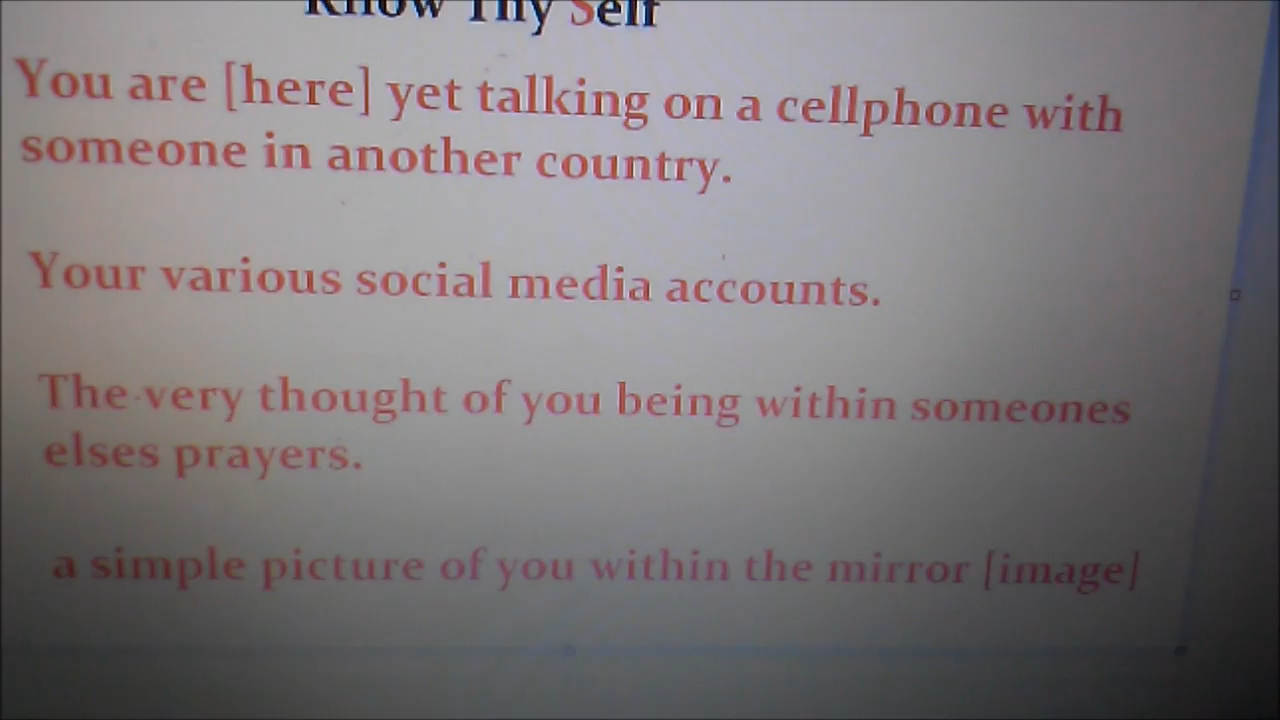 Know Thy Self
You are [here] yet talking on a cellphone with
someone in another country.
Your various social media accounts.
The very thought of you being within someones
elses prayers.
a simple picture of you within the mirror [image]